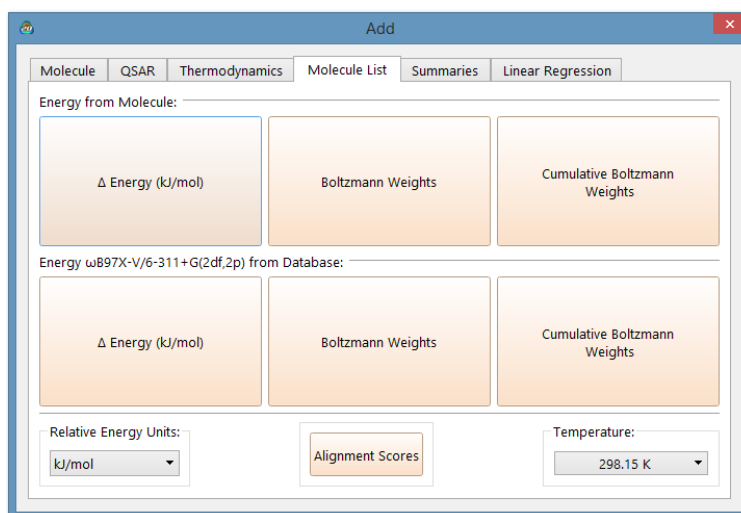 Add
Molecule QSAR Thermodynamics Molecule List Summaries Linear Regression
Energy from Molecule:
Δ Energy (kJ/mol)
Boltzmann Weights
Cumulative Boltzmann
Weights
Energy ωB97X-V/6-311+G(2df,2p) from Database:
Δ Energy (kJ/mol)
Boltzmann Weights
Cumulative Boltzmann
Weights
Relative Energy Units:
kJ/mol
Alignment Scores
Temperature:
298.15 K